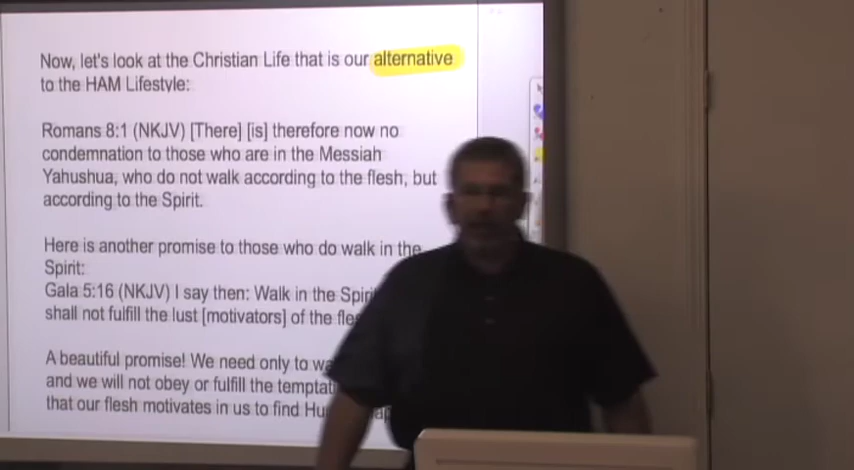 Now, let's look at the Christian Life that is our alternative
to the HAM Lifestyle:
Romans 8:1 (NKJV) [There] [is] therefore now no
condemnation to those who are in the Messiah
Yahushua, who do not walk according to the flesh, but
according to the Spirit.
Here is another promise to those who do walk in the
Spirit:
Gala 5:16 (NKJV) I say then: Walk in the
shall not fulfill the lust [motivators] of the
A beautiful promise! We need only to
and we will not obey or fulfill the
that our flesh motivates in us to find